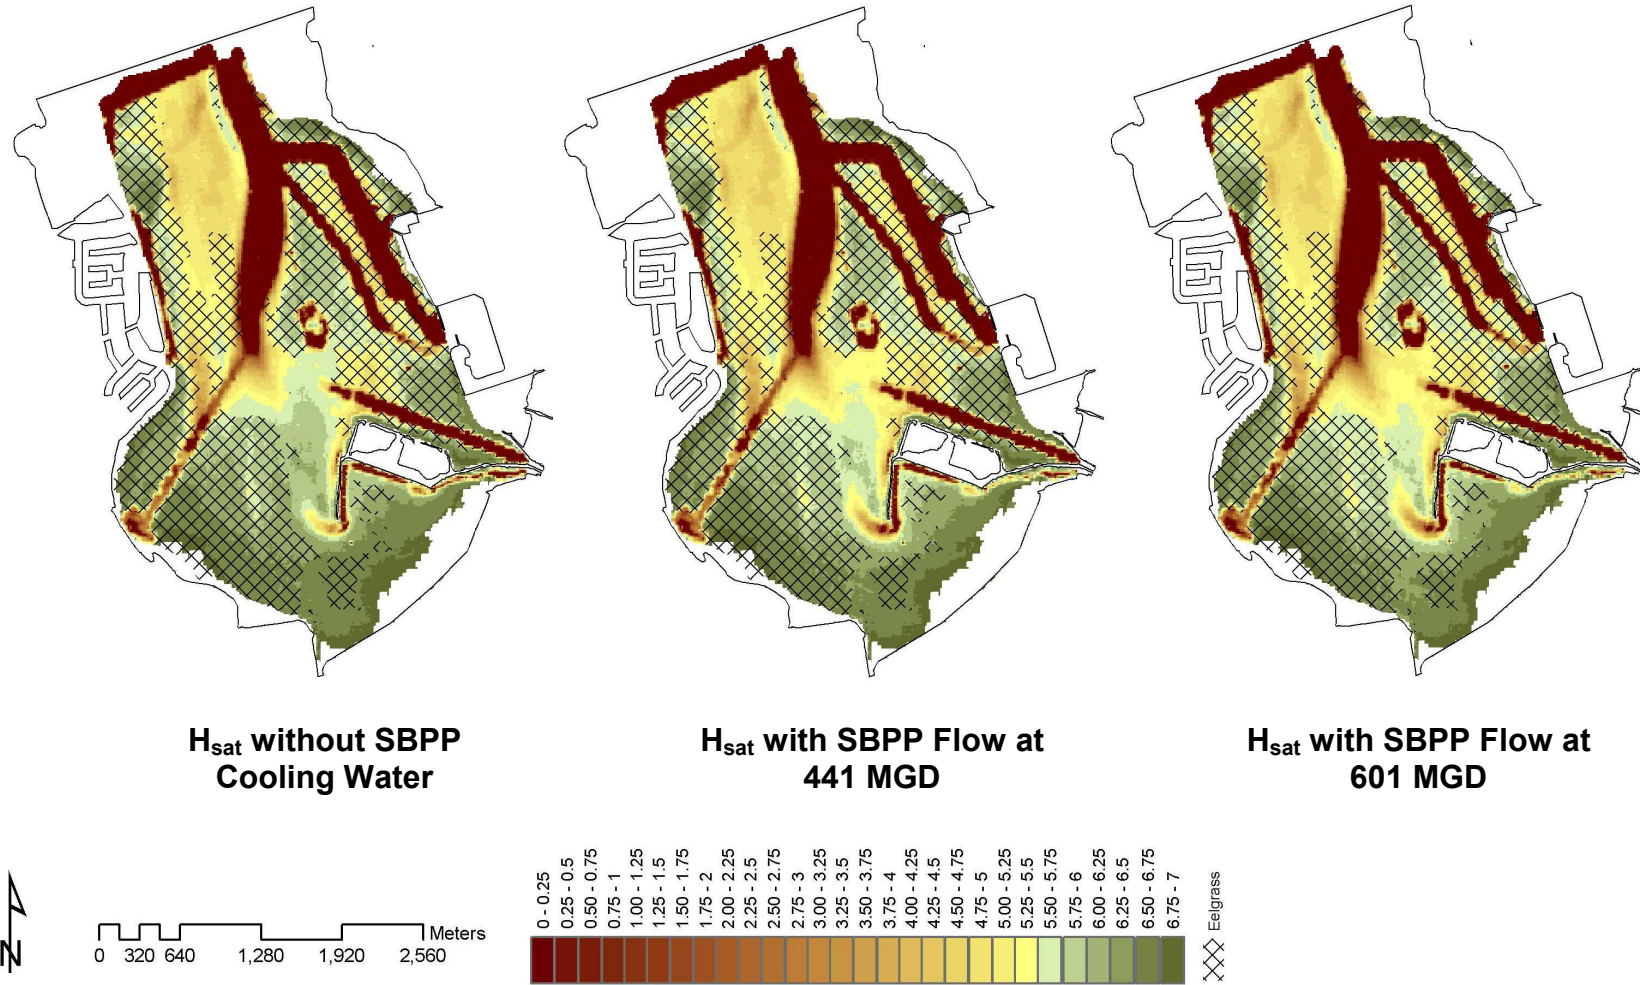 H_sat without SBPP
Cooling Water
H_sat with SBPP Flow at
441 MGD
H_sat with SBPP Flow at
601 MGD
N
0 320 640 1,280 1,920 2,560
Meters
0 - 0.25
0.25 - 0.5
0.50 - 0.75
0.75 - 1
1.00 - 1.25
1.25 - 1.5
1.50 - 1.75
1.75 - 2
2.00 - 2.25
2.25 - 2.5
2.50 - 2.75
2.75 - 3
3.00 - 3.25
3.25 - 3.5
3.50 - 3.75
3.75 - 4
4.00 - 4.25
4.25 - 4.5
4.50 - 4.75
4.75 - 5
5.00 - 5.25
5.25 - 5.5
5.50 - 5.75
5.75 - 6
6.00 - 6.25
6.25 - 6.5
6.50 - 6.75
6.75 - 7
Eelgrass